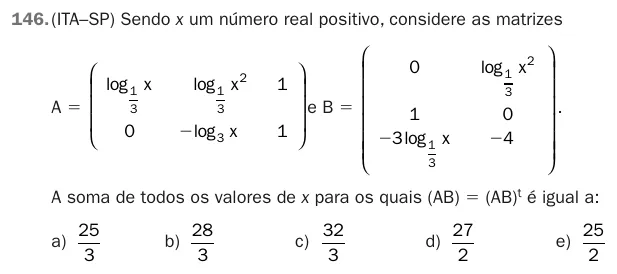 146. (ITA–SP) Sendo x um número real positivo, considere as matrizes
A = ( log_{1/3} x   log_{1/3} x²   1 ; 0   −log₃ x   1 ) e B = ( 0   log_{1/3} x² ; 1   0 ; −3log_{1/3} x   −4 ).
A soma de todos os valores de x para os quais (AB) = (AB)ᵗ é igual a:
a) 25/3   b) 28/3   c) 32/3   d) 27/2   e) 25/2